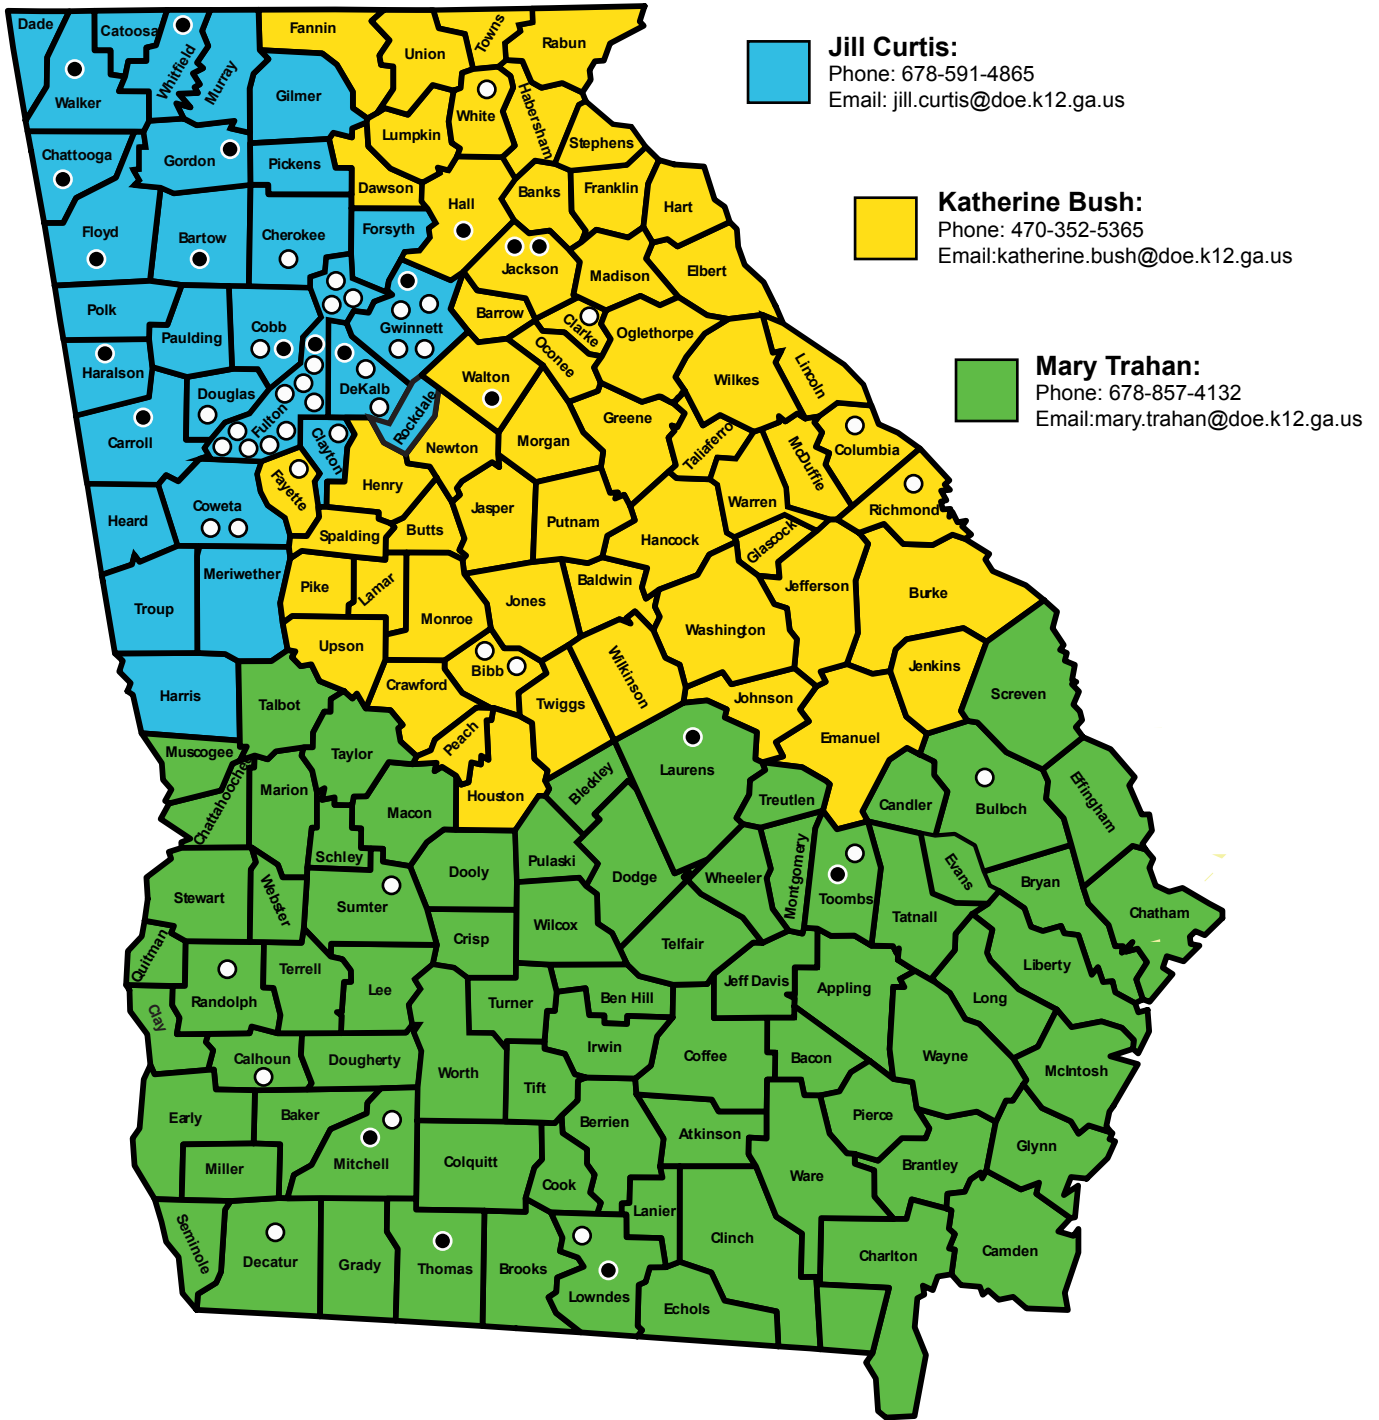 Jill Curtis:
Phone: 678-591-4865
Email: jill.curtis@doe.k12.ga.us
Katherine Bush:
Phone: 470-352-5365
Email:katherine.bush@doe.k12.ga.us
Mary Trahan:
Phone: 678-857-4132
Email:mary.trahan@doe.k12.ga.us
Dade
Catoosa
Whitfield
Murray
Fannin
Union
Towns
Rabun
Walker
Gilmer
White
Habersham
Lumpkin
Stephens
Chattooga
Gordon
Pickens
Dawson
Hall
Banks
Franklin
Hart
Floyd
Bartow
Cherokee
Forsyth
Jackson
Madison
Elbert
Polk
Paulding
Cobb
Gwinnett
Barrow
Clarke
Oconee
Oglethorpe
Wilkes
Lincoln
Haralson
Douglas
Fulton
DeKalb
Rockdale
Walton
Greene
Carroll
Clayton
Newton
Morgan
Taliaferro
McDuffie
Columbia
Fayette
Henry
Jasper
Putnam
Warren
Richmond
Heard
Coweta
Spalding
Butts
Hancock
Glascock
Troup
Meriwether
Pike
Lamar
Monroe
Jones
Baldwin
Jefferson
Burke
Upson
Bibb
Wilkinson
Washington
Jenkins
Screven
Harris
Talbot
Crawford
Peach
Twiggs
Johnson
Emanuel
Muscogee
Chattahoochee
Marion
Taylor
Macon
Houston
Bleckley
Laurens
Treutlen
Candler
Bulloch
Effingham
Schley
Dooly
Pulaski
Dodge
Wheeler
Montgomery
Toombs
Tatnall
Evans
Bryan
Chatham
Stewart
Webster
Sumter
Crisp
Wilcox
Telfair
Quitman
Randolph
Terrell
Lee
Turner
Ben Hill
Jeff Davis
Appling
Long
Liberty
Clay
Calhoun
Dougherty
Worth
Tift
Irwin
Coffee
Bacon
Wayne
McIntosh
Early
Baker
Miller
Mitchell
Colquitt
Cook
Berrien
Atkinson
Ware
Pierce
Brantley
Glynn
Seminole
Decatur
Grady
Thomas
Brooks
Lowndes
Lanier
Echols
Clinch
Charlton
Camden